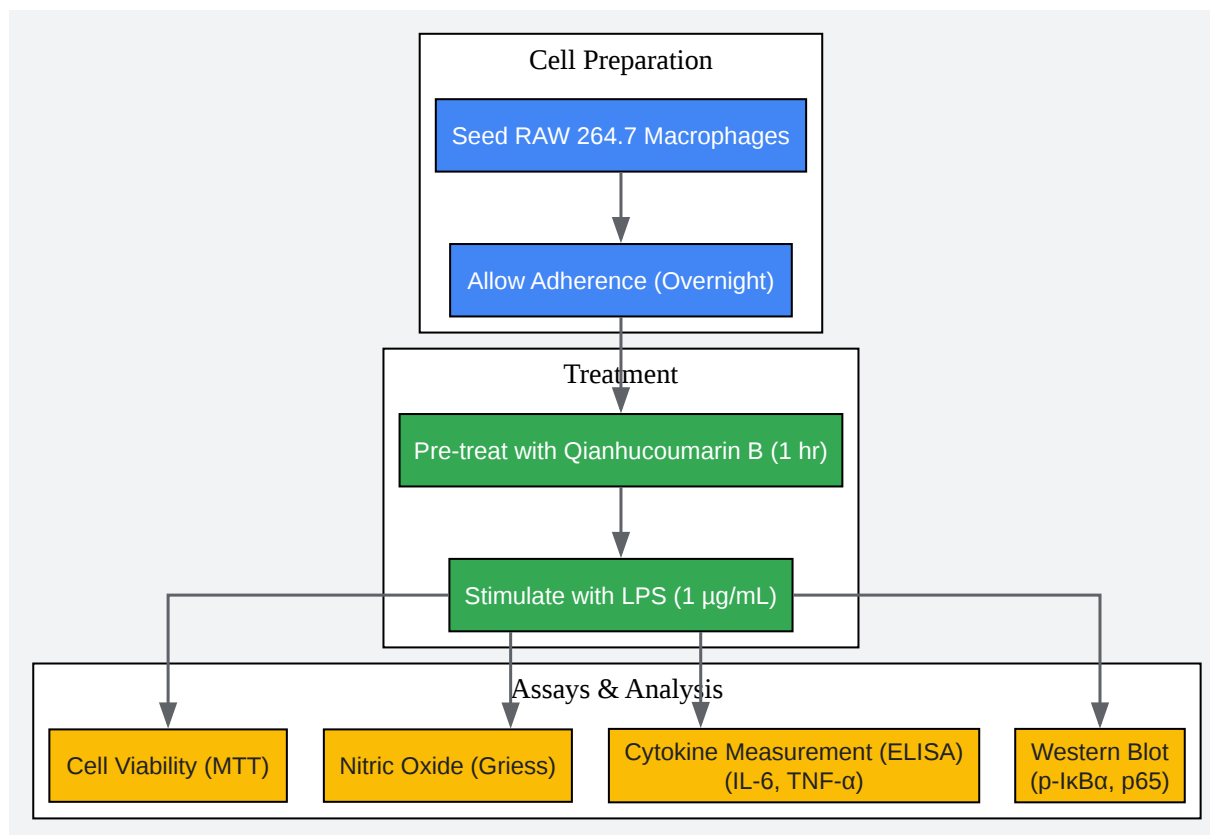 Cell Preparation
Seed RAW 264.7 Macrophages
Allow Adherence (Overnight)
Treatment
Pre-treat with Qianhucoumarin B (1 hr)
Stimulate with LPS (1 µg/mL)
Assays & Analysis
Cell Viability (MTT)
Nitric Oxide (Griess)
Cytokine Measurement (ELISA)
(IL-6, TNF-α)
Western Blot
(p-IκBα, p65)